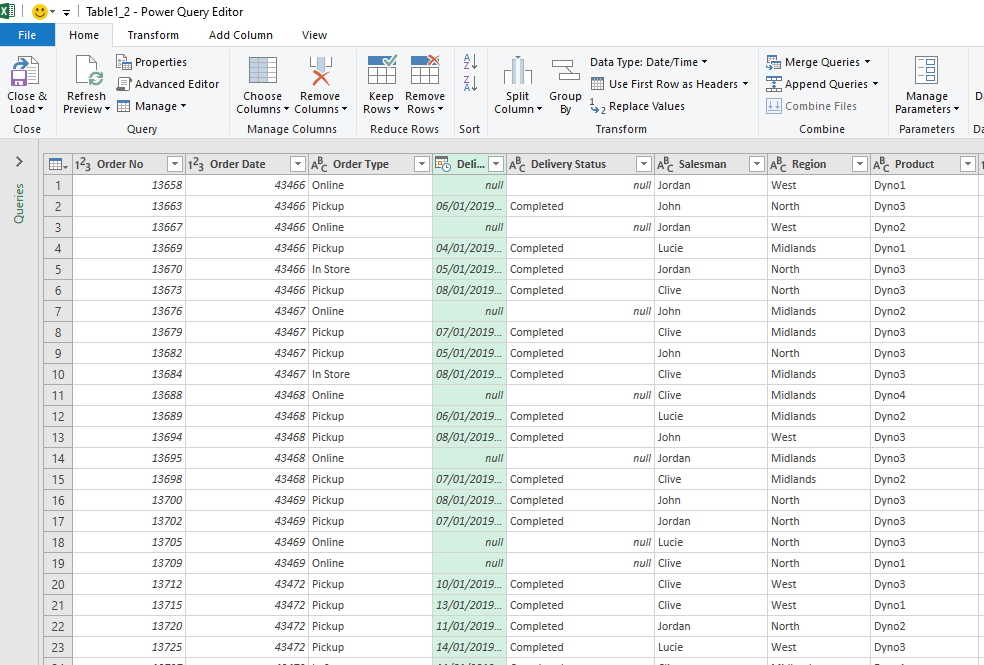 Table1_2 - Power Query Editor
File Home Transform Add Column View
Close & Load Refresh Preview Properties Advanced Editor Manage Choose Columns Remove Columns Keep Rows Remove Rows Split Column Group By Data Type: Date/Time Use First Row as Headers Replace Values Merge Queries Append Queries Combine Files Manage Parameters
Close Query Manage Columns Reduce Rows Sort Transform Combine Parameters
Queries
Order No Order Date Order Type Deli... Delivery Status Salesman Region Product
1 13658 43466 Online null null Jordan West Dyno1
2 13663 43466 Pickup 06/01/2019... Completed John North Dyno3
3 13667 43466 Online null null Jordan West Dyno2
4 13669 43466 Pickup 04/01/2019... Completed Lucie Midlands Dyno1
5 13670 43466 In Store 05/01/2019... Completed Jordan North Dyno3
6 13673 43466 Pickup 08/01/2019... Completed Clive North Dyno3
7 13676 43467 Online null null John Midlands Dyno2
8 13679 43467 Pickup 07/01/2019... Completed Clive Midlands Dyno3
9 13682 43467 Pickup 05/01/2019... Completed John North Dyno3
10 13684 43467 In Store 08/01/2019... Completed Clive Midlands Dyno3
11 13688 43468 Online null null Clive Midlands Dyno4
12 13689 43468 Pickup 06/01/2019... Completed Lucie Midlands Dyno2
13 13694 43468 Pickup 08/01/2019... Completed John West Dyno3
14 13695 43468 Online null null Jordan Midlands Dyno3
15 13698 43468 Pickup 07/01/2019... Completed Clive Midlands Dyno2
16 13700 43469 Pickup 08/01/2019... Completed John North Dyno3
17 13702 43469 Pickup 07/01/2019... Completed Jordan North Dyno3
18 13705 43469 Online null null Lucie North Dyno3
19 13709 43469 Online null null Clive North Dyno1
20 13712 43472 Pickup 10/01/2019... Completed Clive West Dyno3
21 13715 43472 Pickup 13/01/2019... Completed Clive West Dyno1
22 13720 43472 Pickup 11/01/2019... Completed Jordan North Dyno2
23 13725 43472 Pickup 14/01/2019... Completed Lucie West Dyno3